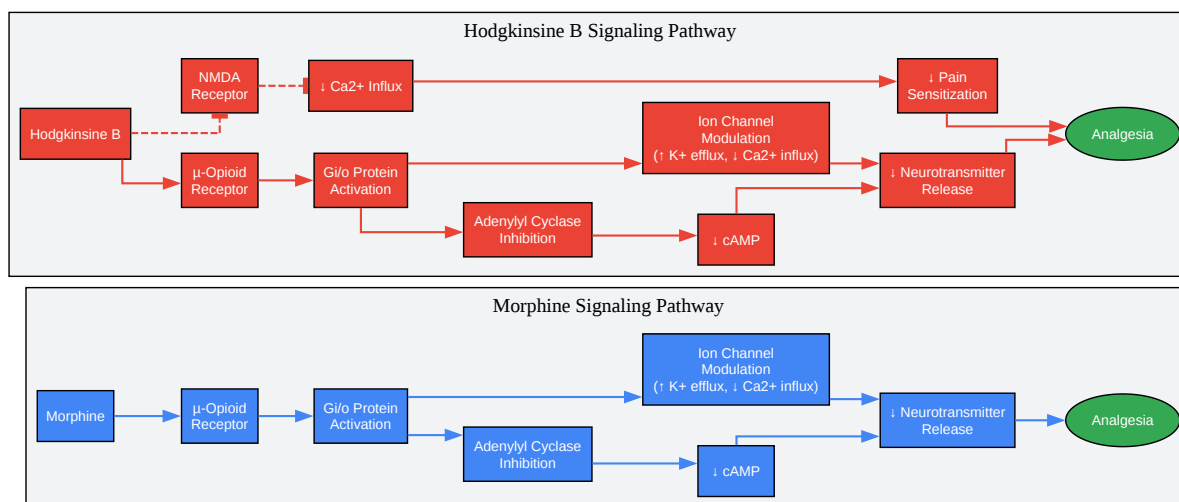 Hodgkinsine B Signaling Pathway
NMDA
Receptor
↓ Ca2+ Influx
↓ Pain
Sensitization
Hodgkinsine B
Ion Channel
Modulation
(↑ K+ efflux, ↓ Ca2+ influx)
Analgesia
µ-Opioid
Receptor
Gi/o Protein
Activation
↓ Neurotransmitter
Release
Adenylyl Cyclase
Inhibition
↓ cAMP
Morphine Signaling Pathway
Ion Channel
Modulation
(↑ K+ efflux, ↓ Ca2+ influx)
Morphine
µ-Opioid
Receptor
Gi/o Protein
Activation
↓ Neurotransmitter
Release
Analgesia
Adenylyl Cyclase
Inhibition
↓ cAMP